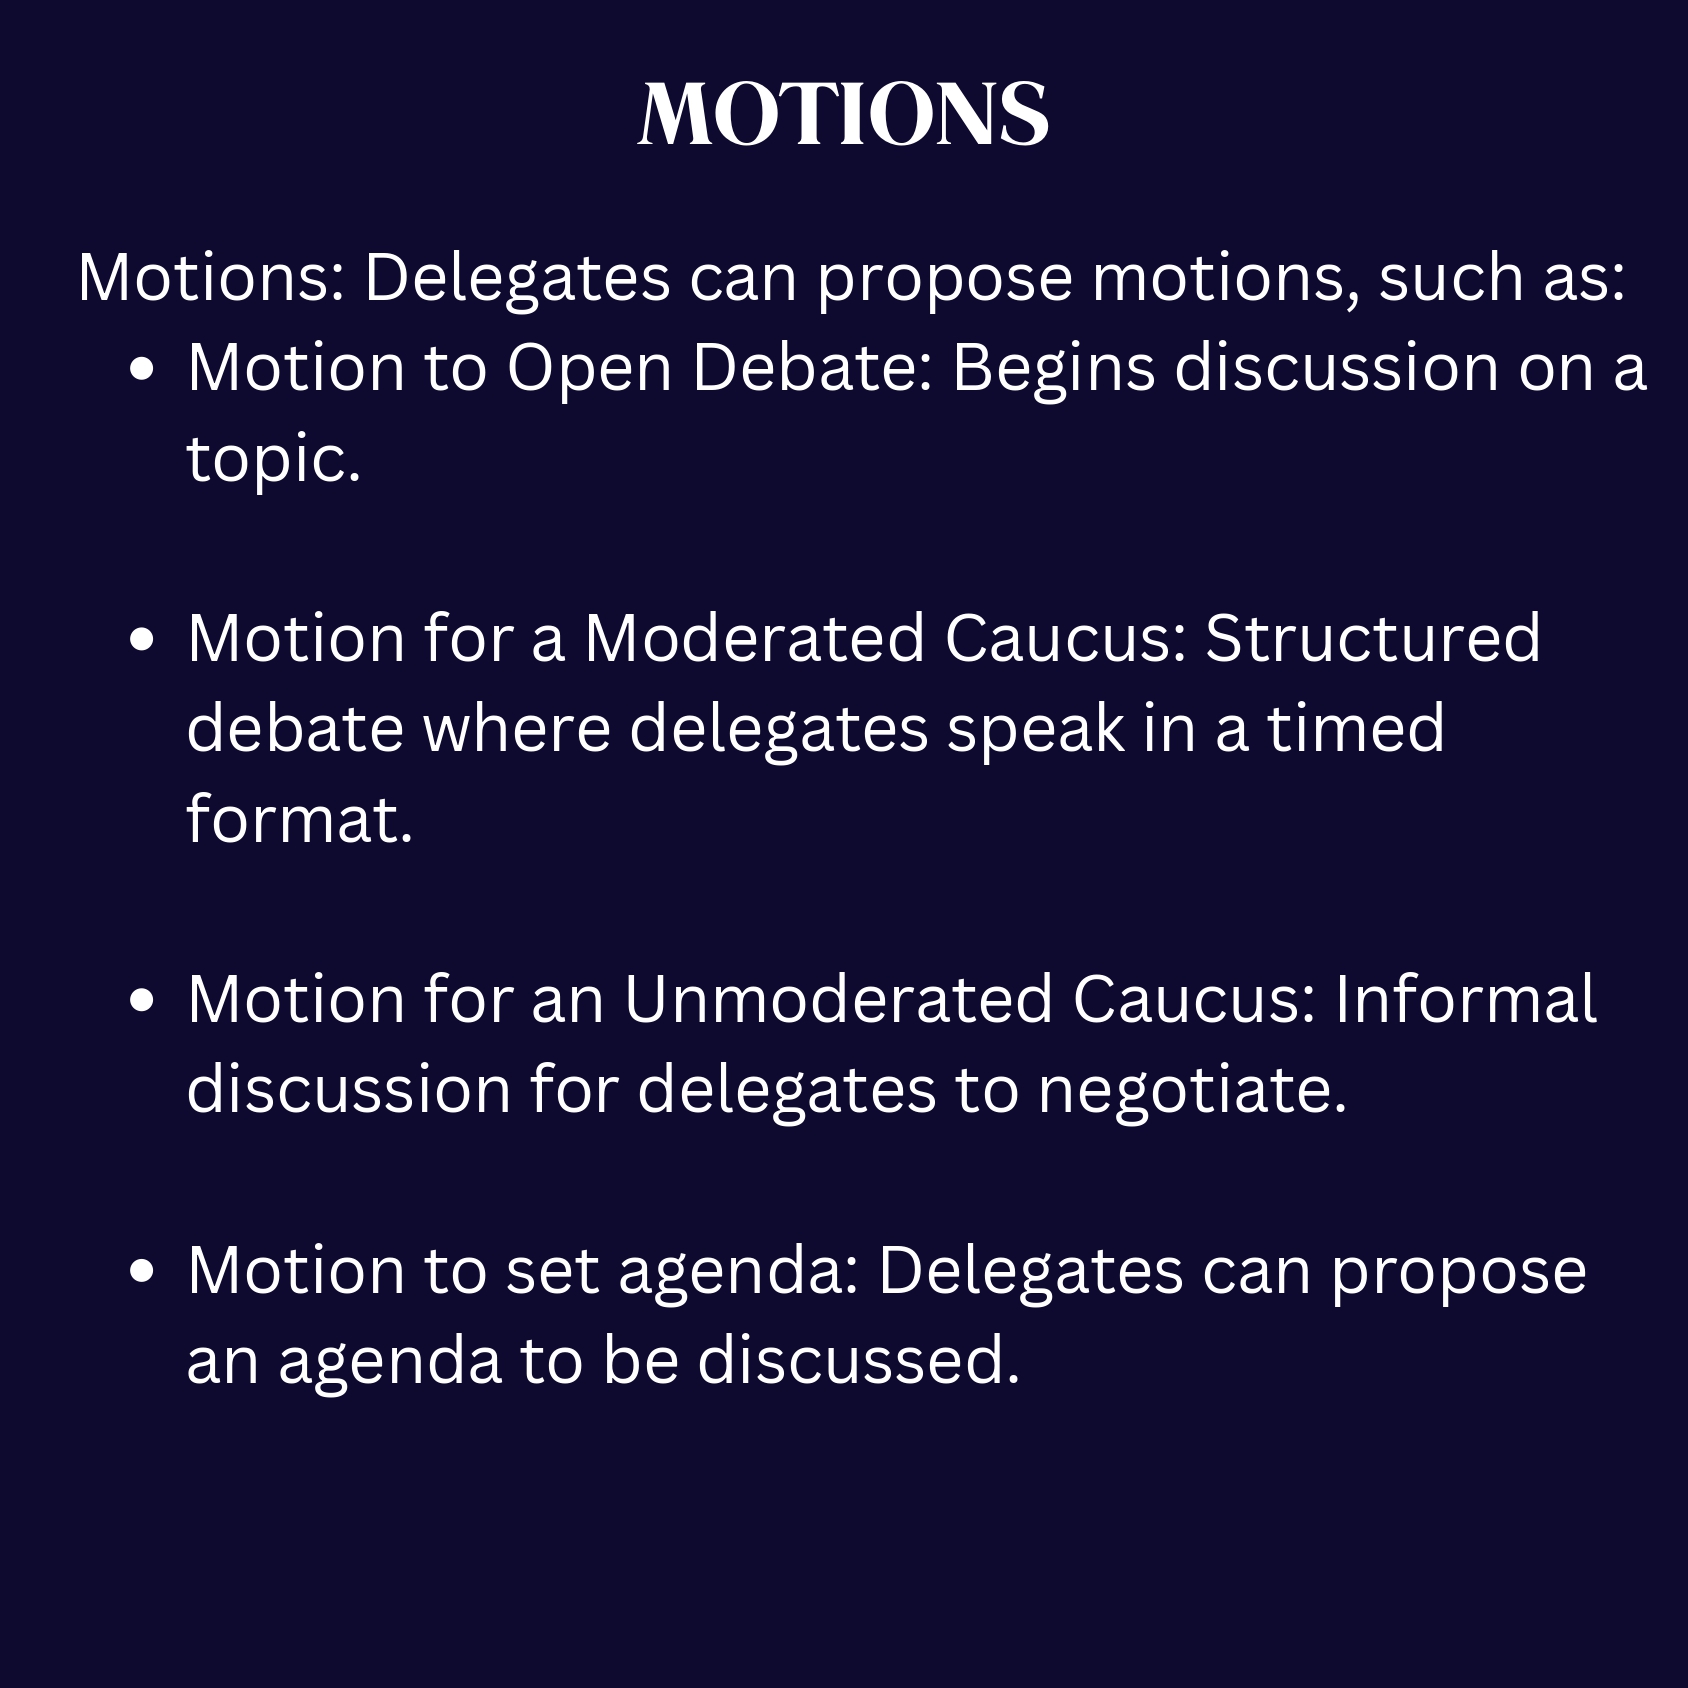 MOTIONS
Motions: Delegates can propose motions, such as:
• Motion to Open Debate: Begins discussion on a
topic.
• Motion for a Moderated Caucus: Structured
debate where delegates speak in a timed
format.
• Motion for an Unmoderated Caucus: Informal
discussion for delegates to negotiate.
• Motion to set agenda: Delegates can propose
an agenda to be discussed.